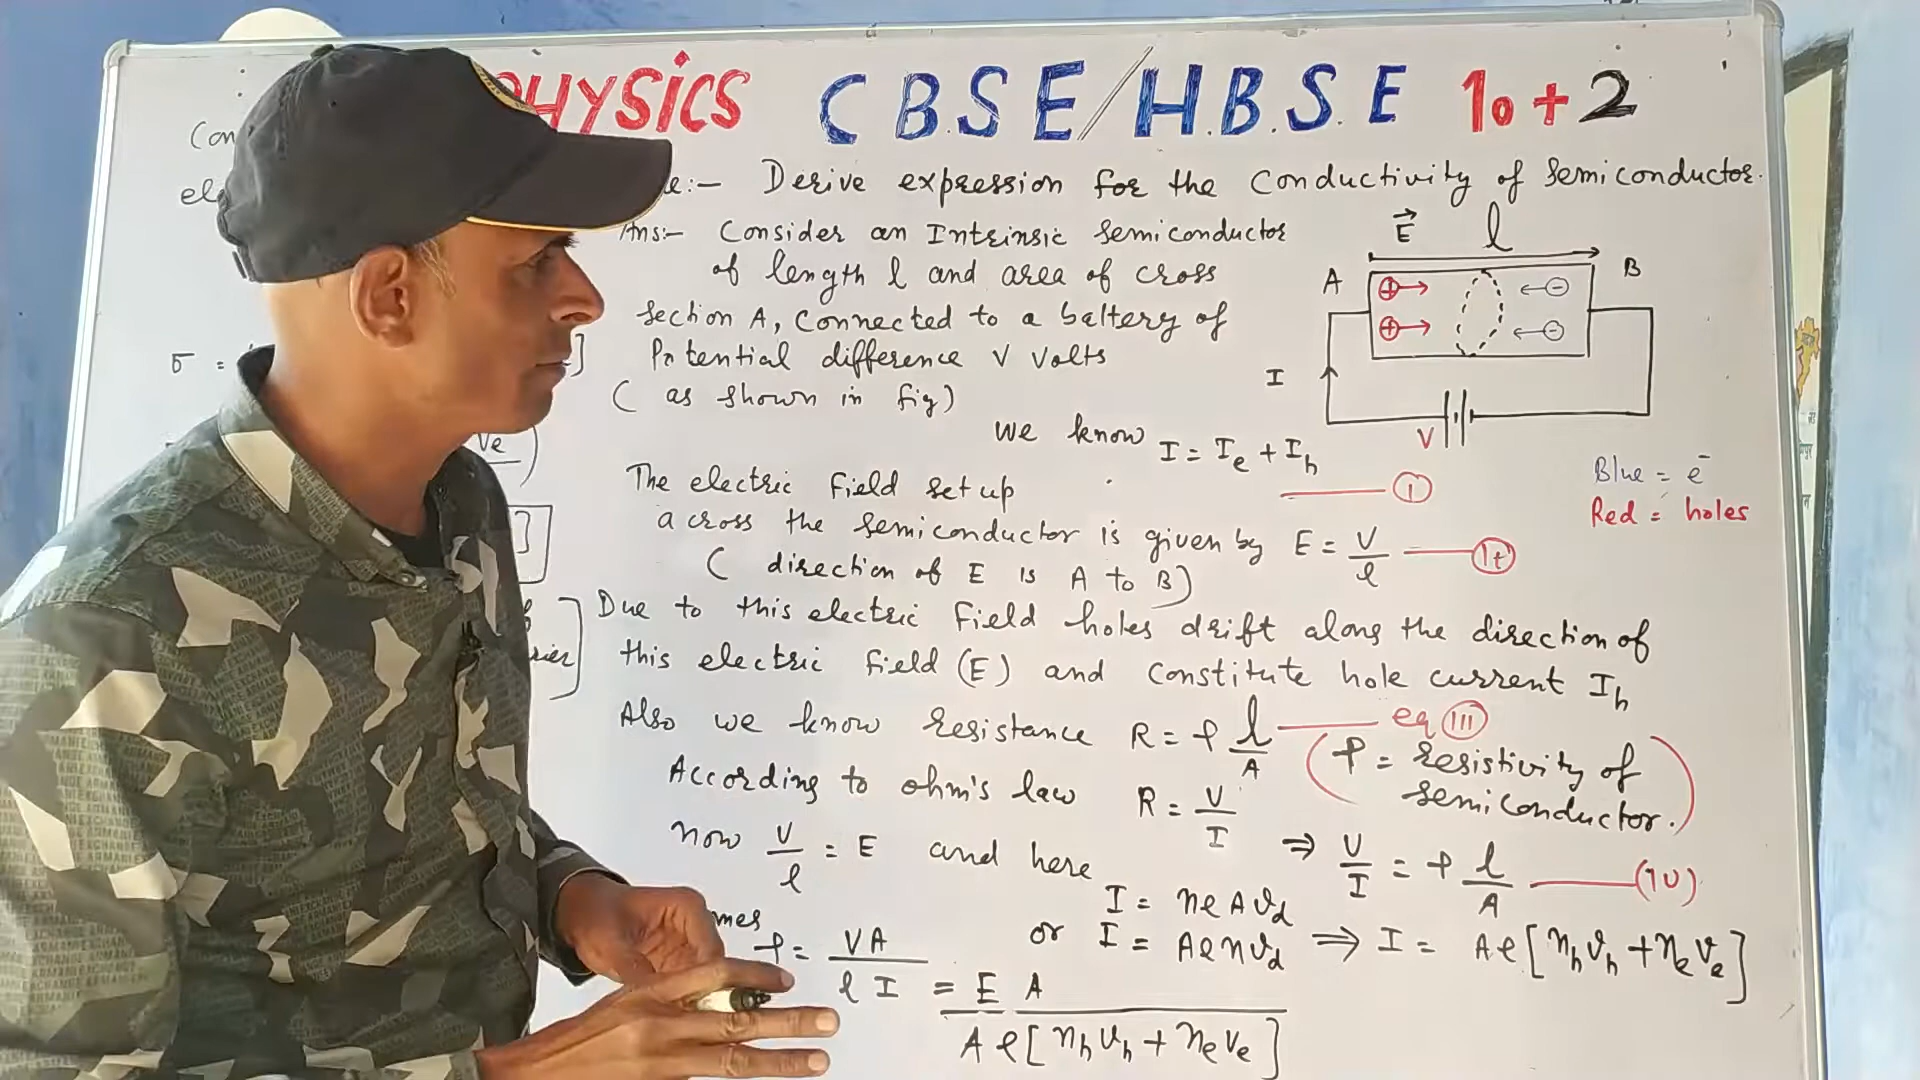 PHYSICS CBSE/H.B.S.E 10+2
Derive expression for the Conductivity of Semiconductor.
Ans:- Consider an Intrinsic Semiconductor
of length l and area of cross
section A, Connected to a battery of
Potential difference V Volts
(as shown in fig)
E⃗ l
A B
I
V
we know I = Ie + Ih
I
Blue = e⁻
Red = holes
The electric field set up
across the semiconductor is given by E = V/l
(direction of E is A to B)
Due to this electric field holes drift along the direction of
this electric field (E) and constitute hole current Ih
Also we know resistance R = ρ l/A eq III
(ρ = resistivity of
semiconductor.)
According to ohm's law R = V/I
⇒ V/I = ρ l/A (IV)
Now V/l = E and here
I = neAvd
or I = Aenvd ⇒ I = Ae[nhvh + neve]
ρ = VA/lI = EA/Ae[nhvh + neve]
σ =